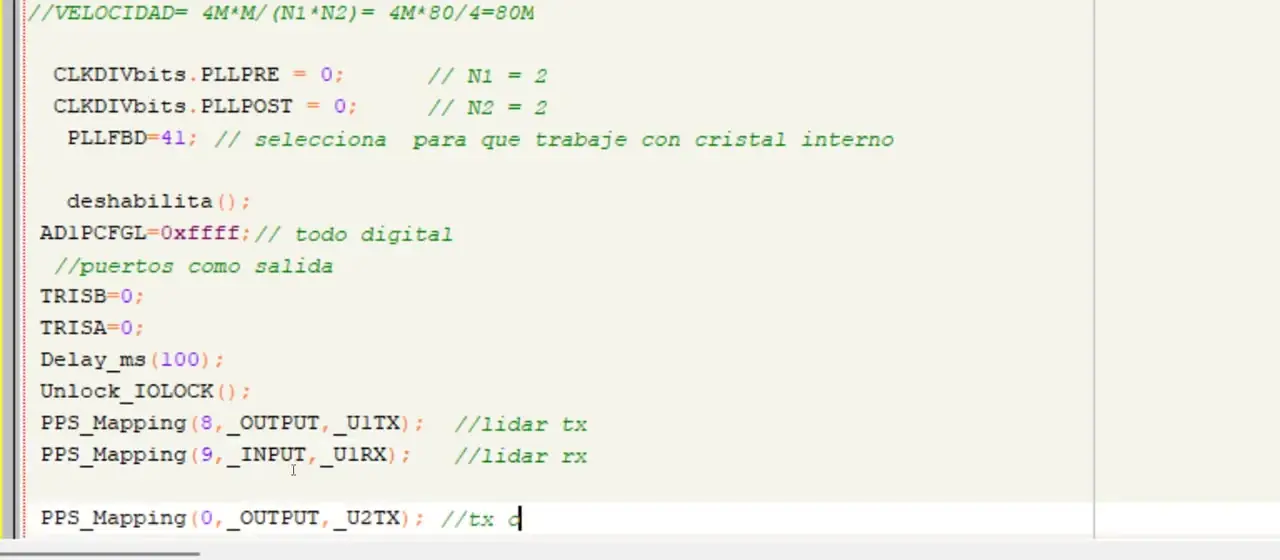 //VELOCIDAD= 4M*M/(N1*N2)= 4M*80/4=80M
CLKDIVbits.PLLPRE = 0; // N1 = 2
CLKDIVbits.PLLPOST = 0; // N2 = 2
PLLFBD=41; // selecciona para que trabaje con cristal interno
deshabilita();
AD1PCFGL=0xffff;// todo digital
//puertos como salida
TRISB=0;
TRISA=0;
Delay_ms(100);
Unlock_IOLOCK();
PPS_Mapping(8,_OUTPUT,_U1TX); //lidar tx
PPS_Mapping(9,_INPUT,_U1RX); //lidar rx
PPS_Mapping(0,_OUTPUT,_U2TX); //tx d